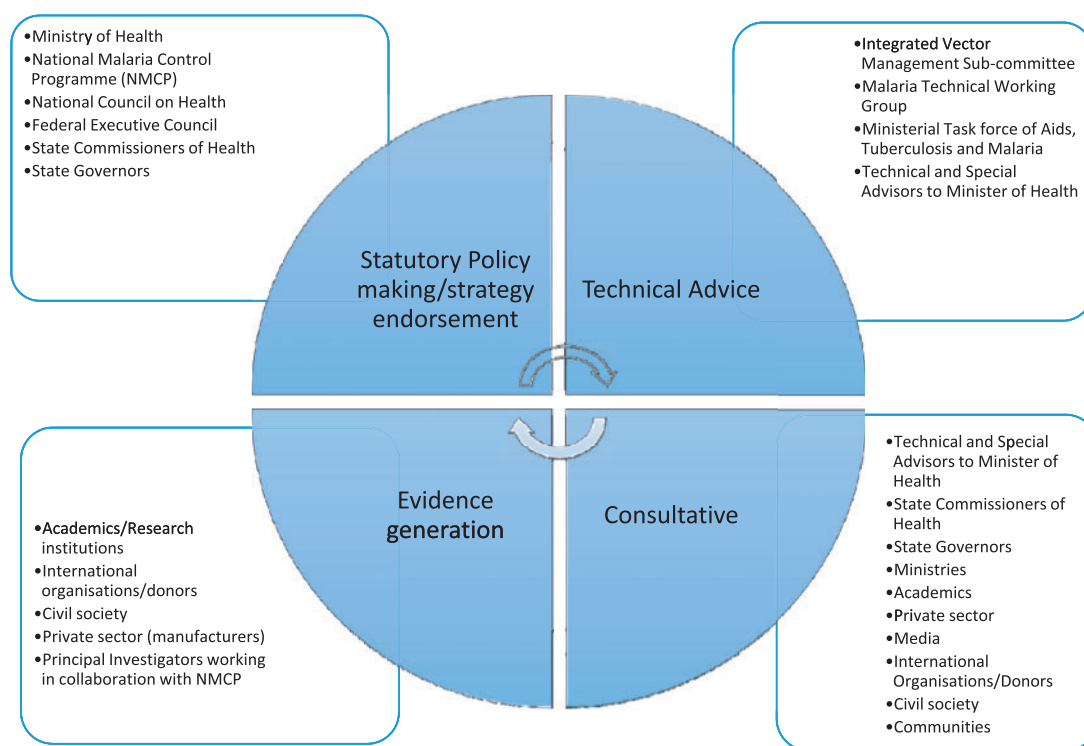 •Ministry of Health
•National Malaria Control
Programme (NMCP)
•National Council on Health
•Federal Executive Council
•State Commissioners of Health
•State Governors
•Integrated Vector
Management Sub-committee
•Malaria Technical Working
Group
•Ministerial Task force of Aids,
Tuberculosis and Malaria
•Technical and Special
Advisors to Minister of Health
Statutory Policy
making/strategy
endorsement
Technical Advice
Evidence
generation
Consultative
•Academics/Research
institutions
•International
organisations/donors
•Civil society
•Private sector (manufacturers)
•Principal Investigators working
in collaboration with NMCP
•Technical and Special
Advisors to Minister of
Health
•State Commissioners of
Health
•State Governors
•Ministries
•Academics
•Private sector
•Media
•International
Organisations/Donors
•Civil society
•Communities